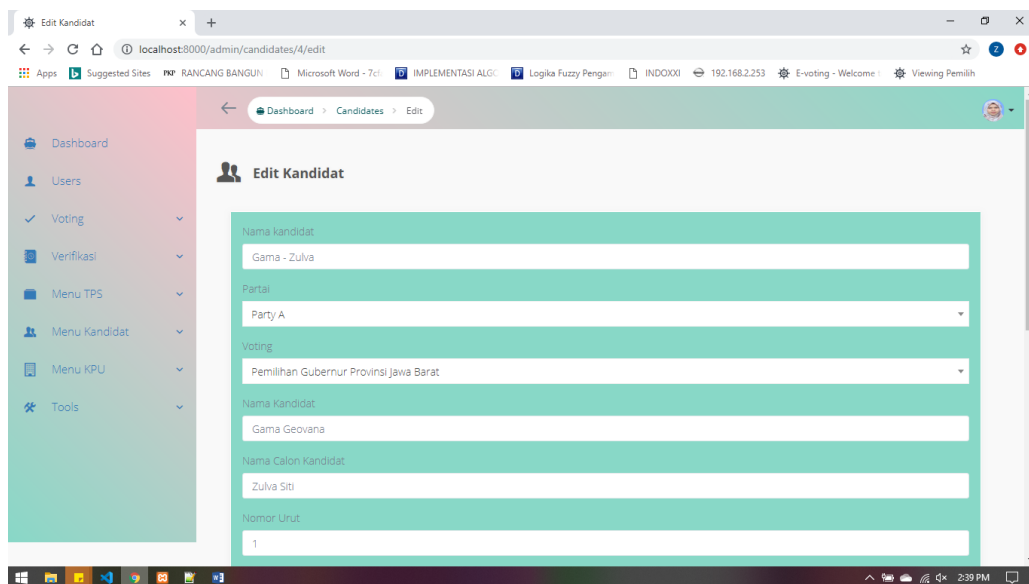 Edit Kandidat
localhost:8000/admin/candidates/4/edit
Z
Apps Suggested Sites PKP RANCANG BANGUN Microsoft Word - 7cf IMPLEMENTASI ALGO Logika Fuzzy Pengam INDOXXI 192.168.2.253 E-voting - Welcome Viewing Pemilih
Dashboard > Candidates > Edit
Dashboard
Users
Voting
Verifikasi
Menu TPS
Menu Kandidat
Menu KPU
Tools
Edit Kandidat
Nama kandidat
Gama - Zulva
Partai
Party A
Voting
Pemilihan Gubernur Provinsi Jawa Barat
Nama Kandidat
Gama Geovana
Nama Calon Kandidat
Zulva Siti
Nomor Urut
1
2:39 PM